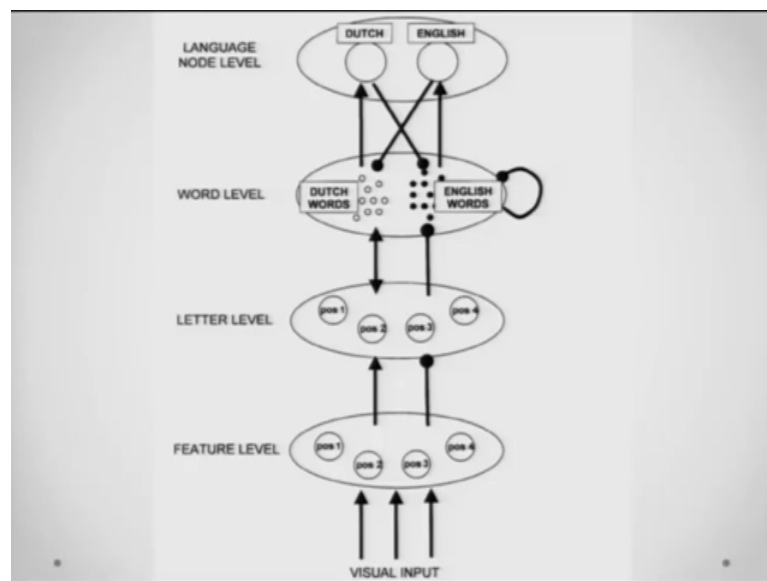 DUTCH ENGLISH
LANGUAGE
NODE LEVEL
WORD LEVEL
DUTCH
WORDS
ENGLISH
WORDS
LETTER LEVEL
pos 1
pos 2
pos 3
pos 4
FEATURE LEVEL
pos 1
pos 2
pos 3
pos 4
VISUAL INPUT